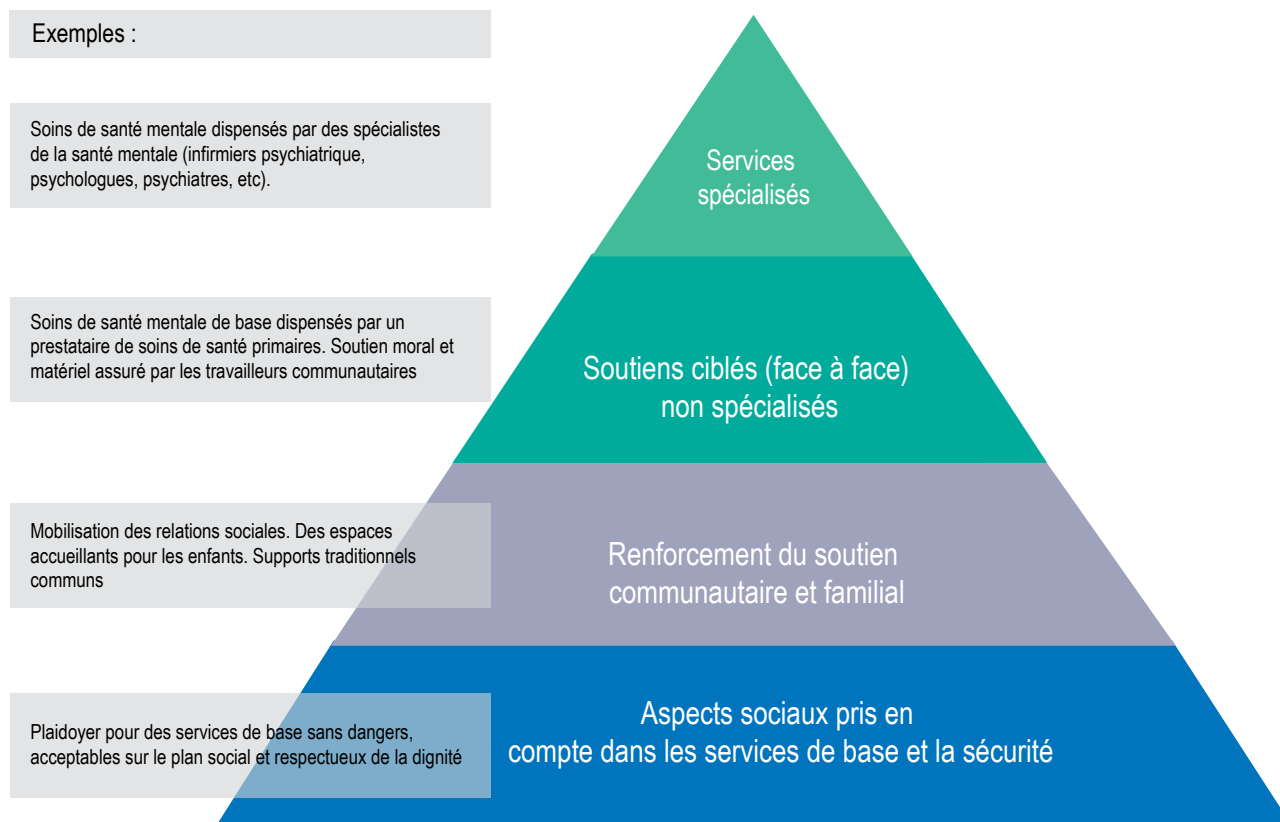 Exemples :
Soins de santé mentale dispensés par des spécialistes
de la santé mentale (infirmiers psychiatrique,
psychologues, psychiatres, etc).
Services
spécialisés
Soins de santé mentale de base dispensés par un
prestataire de soins de santé primaires. Soutien moral et
matériel assuré par les travailleurs communautaires
Soutiens ciblés (face à face)
non spécialisés
Mobilisation des relations sociales. Des espaces
accueillants pour les enfants. Supports traditionnels
communs
Renforcement du soutien
communautaire et familial
Plaidoyer pour des services de base sans dangers,
acceptables sur le plan social et respectueux de la dignité
Aspects sociaux pris en
compte dans les services de base et la sécurité